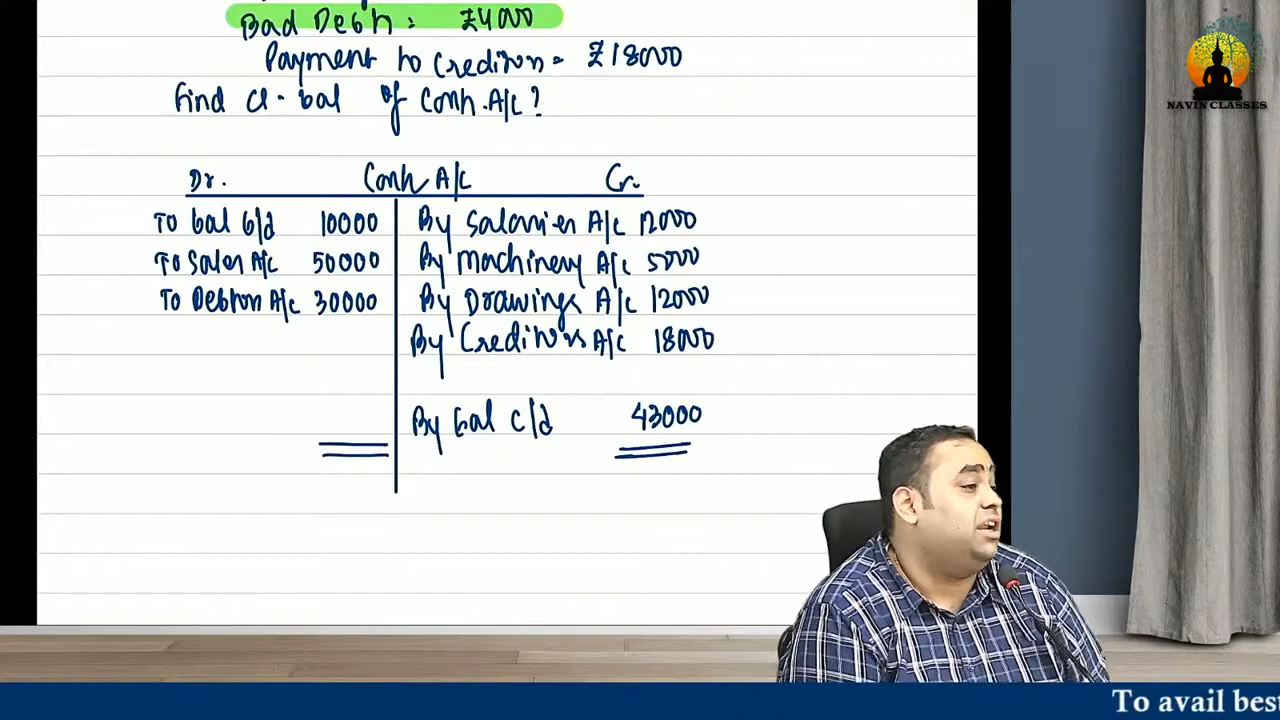 Bad Debts = ₹4000
Payment to Creditors = ₹18000
Find cl. bal of Cash A/c?
Dr. Cash A/c Cr.
To bal b/d 10000 By Salaries A/c 12000
To Sales A/c 50000 By Machinery A/c 5000
To Debtors A/c 30000 By Drawings A/c 12000
By Creditors A/c 18000
By bal c/d 43000
NAVIN CLASSES
To avail best